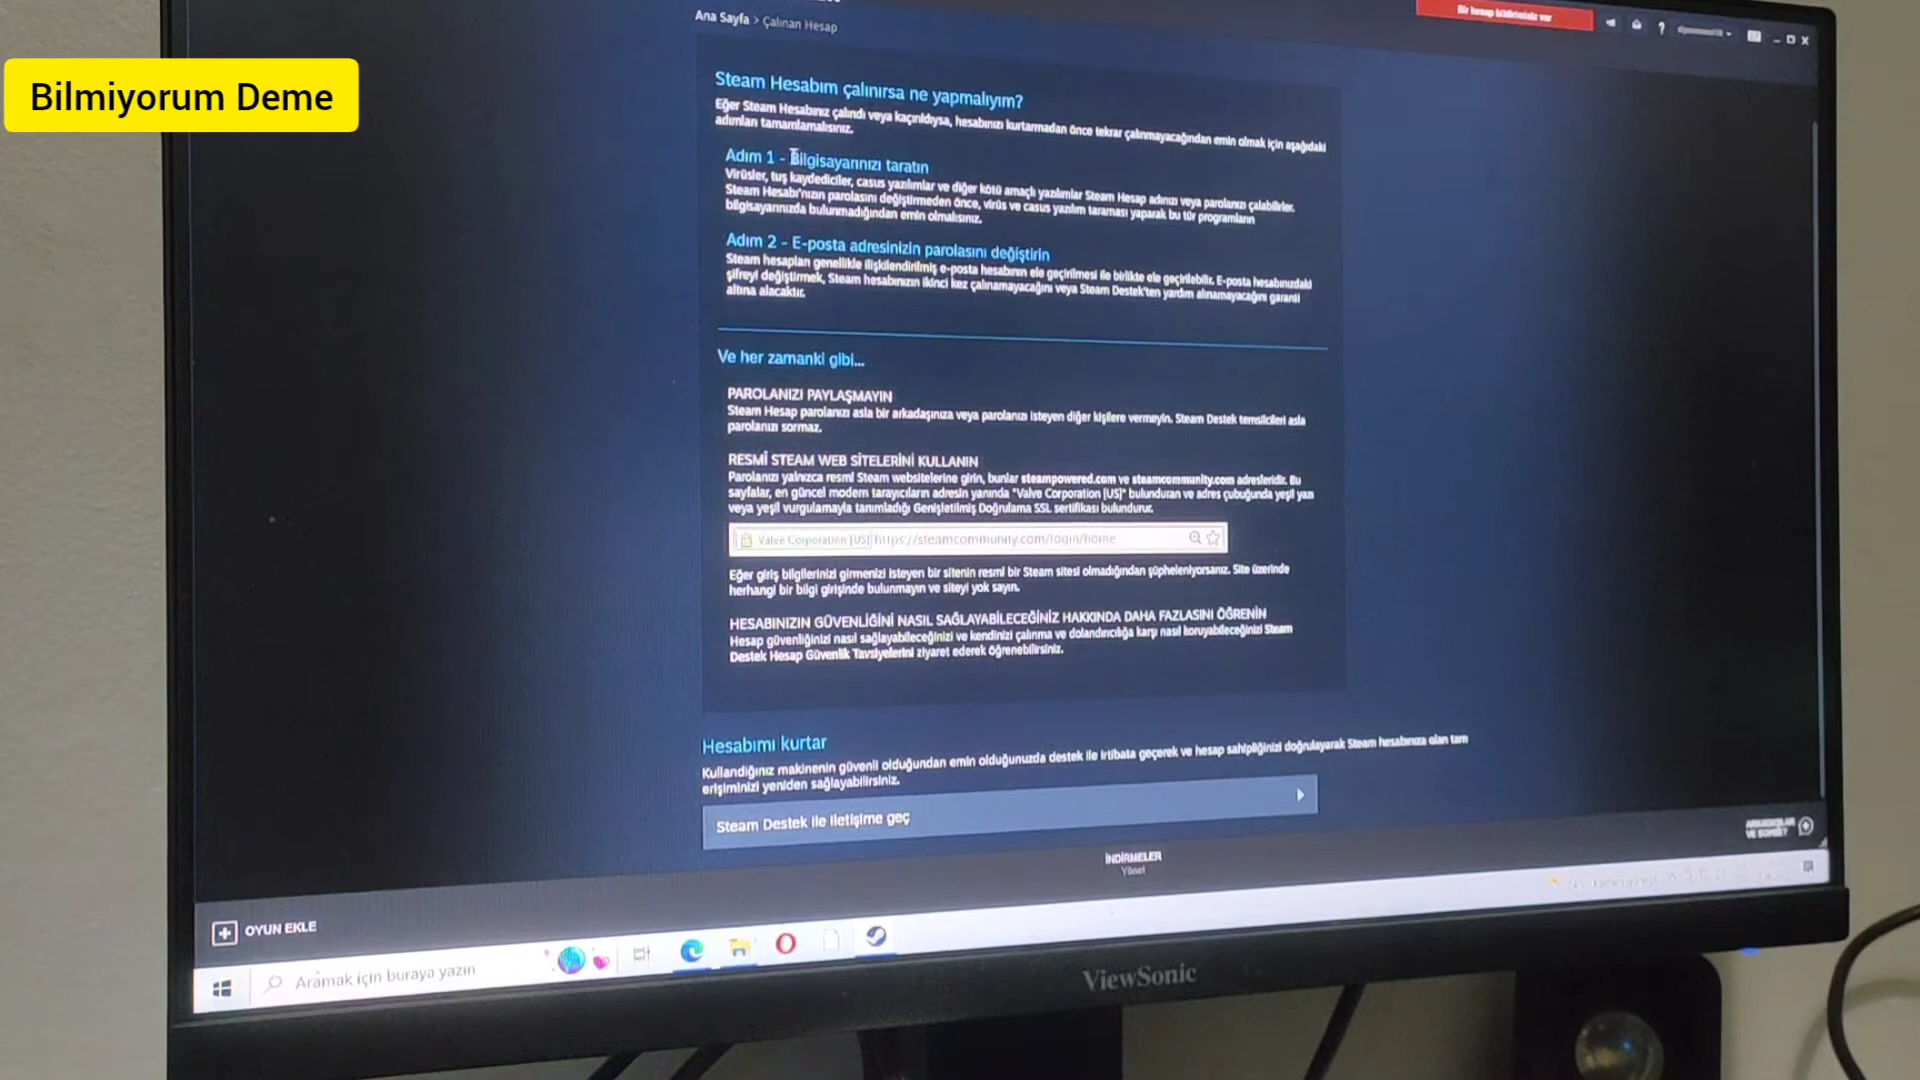 Bilmiyorum Deme
Ana Sayfa > Çalınan Hesap
Bir hesap bildiriminiz var
Steam Hesabım çalınırsa ne yapmalıyım?
Eğer Steam Hesabınız çalındı veya kaçırıldıysa, hesabınızı kurtarmadan önce tekrar çalınmayacağından emin olmak için aşağıdaki
adımları tamamlamalısınız.
Adım 1 - Bilgisayarınızı taratın
Virüsler, tuş kaydediciler, casus yazılımlar ve diğer kötü amaçlı yazılımlar Steam Hesap adınızı veya parolanızı çalabilirler.
Steam Hesabı'nızın parolasını değiştirmeden önce, virüs ve casus yazılım taraması yaparak bu tür programların
bilgisayarınızda bulunmadığından emin olmalısınız.
Adım 2 - E-posta adresinizin parolasını değiştirin
Steam hesapları genellikle ilişkilendirilmiş e-posta hesabının ele geçirilmesi ile birlikte ele geçirilebilir. E-posta hesabınızdaki
şifreyi değiştirmek, Steam hesabınızın ikinci kez çalınamayacağını veya Steam Destek'ten yardım alınamayacağını garanti
altına alacaktır.
Ve her zamanki gibi...
PAROLANIZI PAYLAŞMAYIN
Steam Hesap parolanızı asla bir arkadaşınıza veya parolanızı isteyen diğer kişilere vermeyin. Steam Destek temsilcileri asla
parolanızı sormaz.
RESMİ STEAM WEB SİTELERİNİ KULLANIN
Parolanızı yalnızca resmî Steam websitelerine girin, bunlar steampowered.com ve steamcommunity.com adresleridir. Bu
sayfalar, en güncel modern tarayıcıların adresin yanında "Valve Corporation [US]" bulunduran ve adres çubuğunda yeşil yazı
veya yeşil vurgulamayla tanımladığı Genişletilmiş Doğrulama SSL sertifikası bulundurur.
Valve Corporation [US] https://steamcommunity.com/login/home
Eğer giriş bilgilerinizi girmenizi isteyen bir sitenin resmî bir Steam sitesi olmadığından şüpheleniyorsanız. Site üzerinde
herhangi bir bilgi girişinde bulunmayın ve siteyi yok sayın.
HESABINIZIN GÜVENLİĞİNİ NASIL SAĞLAYABİLECEĞİNİZ HAKKINDA DAHA FAZLASINI ÖĞRENİN
Hesap güvenliğinizi nasıl sağlayabileceğinizi ve kendinizi çalınma ve dolandırıcılığa karşı nasıl koruyabileceğinizi Steam
Destek Hesap Güvenlik Tavsiyelerini ziyaret ederek öğrenebilirsiniz.
Hesabımı kurtar
Kullandığınız makinenin güvenli olduğundan emin olduğunuzda destek ile irtibata geçerek ve hesap sahipliğinizi doğrulayarak Steam hesabınıza olan tam
erişiminizi yeniden sağlayabilirsiniz.
Steam Destek ile iletişime geç
ARKADAŞLAR
VE SOHBET
İNDİRMELER
Yönet
OYUN EKLE
Aramak için buraya yazın
ViewSonic